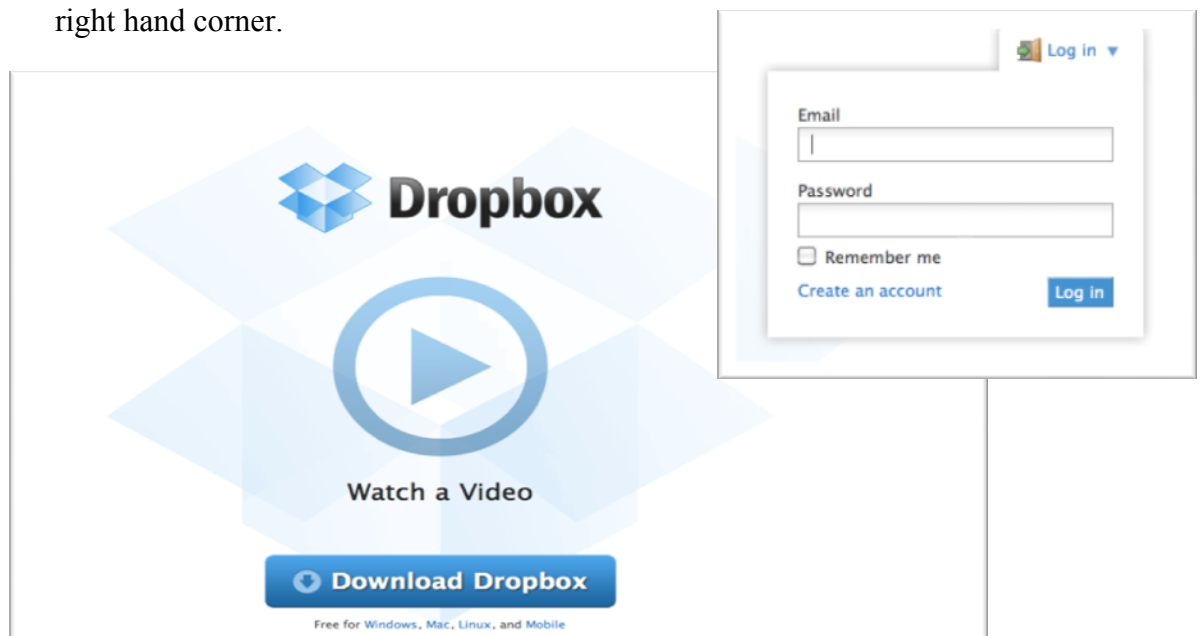 right hand corner.
Log in
Email
Password
Remember me
Create an account
Log in
Dropbox
Watch a Video
Download Dropbox
Free for Windows, Mac, Linux, and Mobile